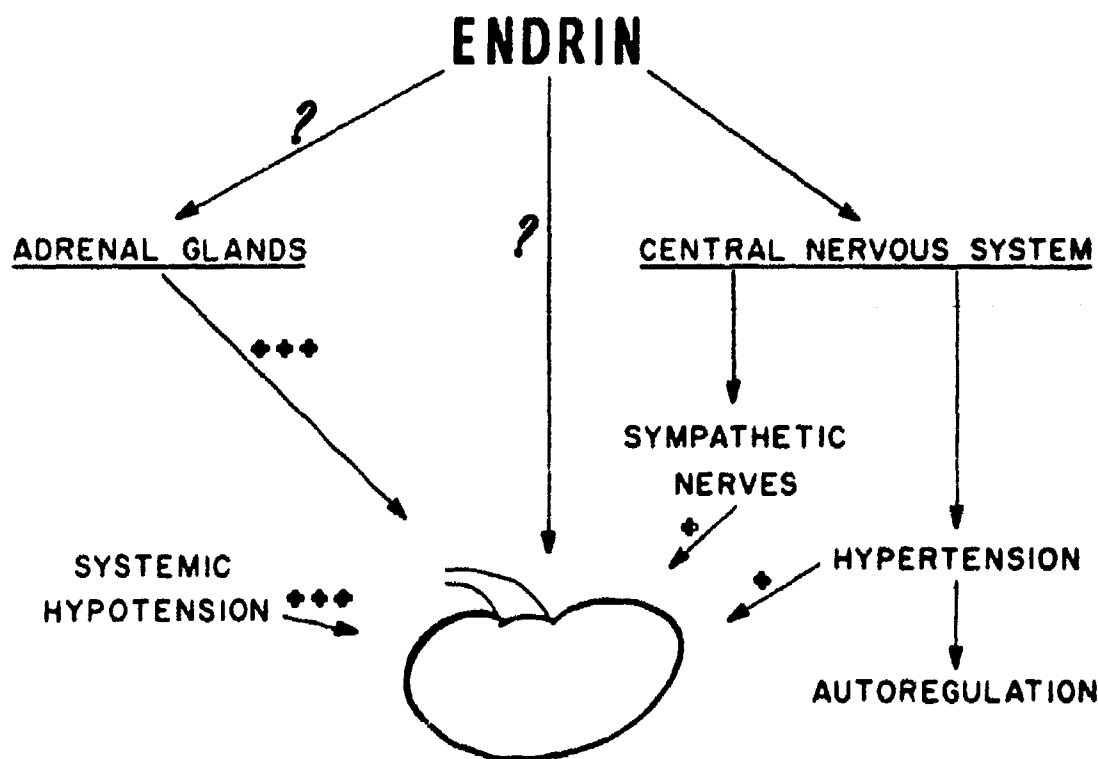 ENDRIN
?
?
ADRENAL GLANDS
CENTRAL NERVOUS SYSTEM
+++
SYMPATHETIC
NERVES
+
SYSTEMIC
HYPOTENSION +++
+
HYPERTENSION
AUTOREGULATION